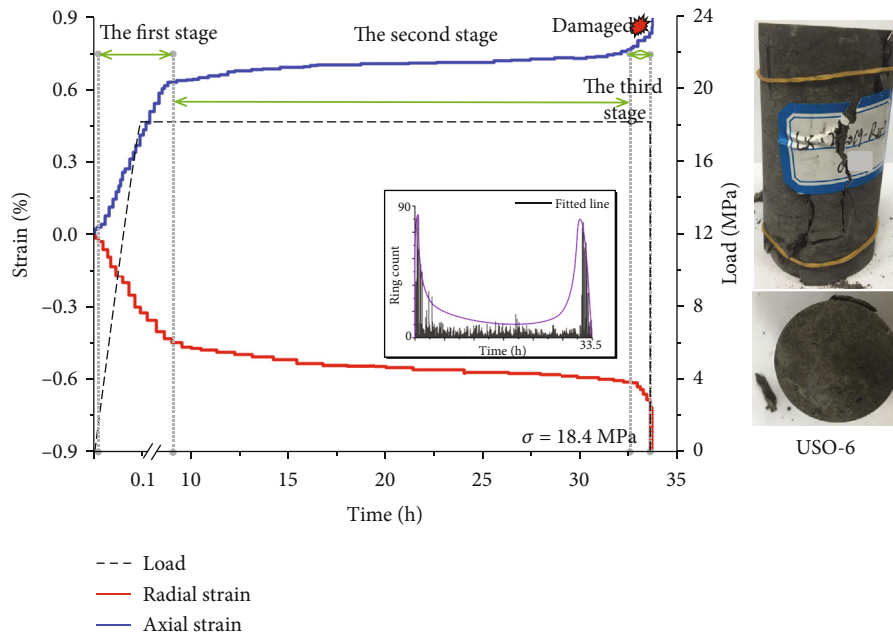 0.9
0.6
0.3
0.0
−0.3
−0.6
−0.9
Strain (%)
The first stage
The second stage
Damaged
The third
stage
24
20
16
12
8
4
0
Load (MPa)
90
0
Ring count
Fitted line
Time (h)
33.5
σ = 18.4 MPa
0.1
10
15
20
25
30
35
Time (h)
Load
Radial strain
Axial strain
USO-6